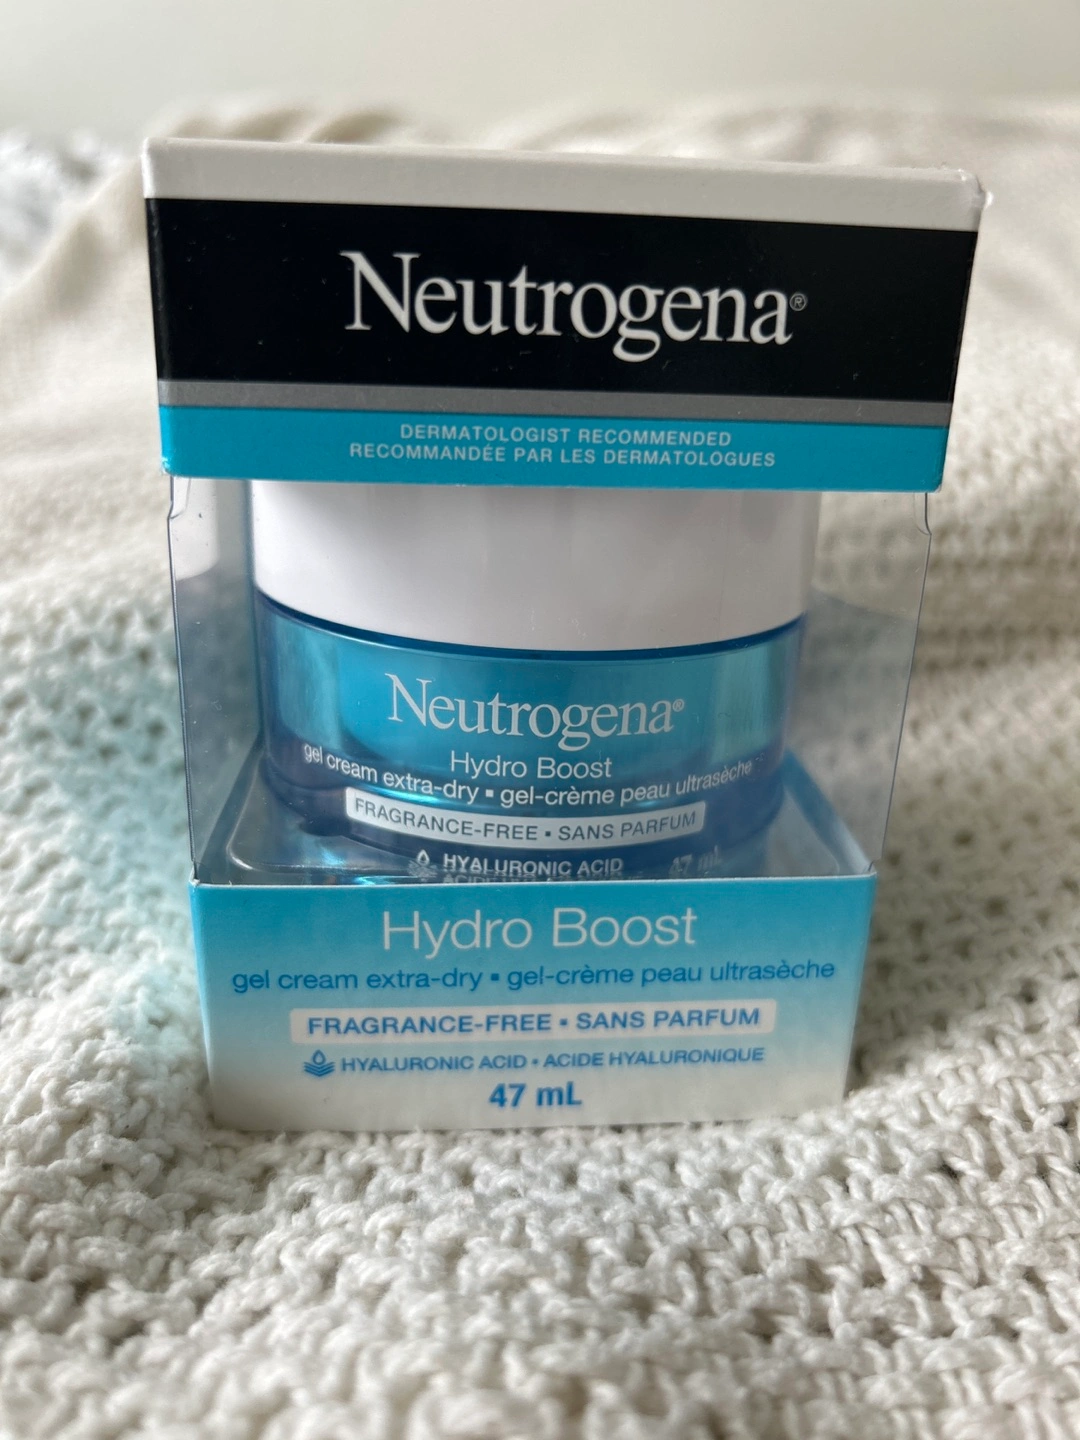 Neutrogena®
DERMATOLOGIST RECOMMENDED
RECOMMANDÉE PAR LES DERMATOLOGUES
Neutrogena®
Hydro Boost
gel cream extra-dry ▪ gel-crème peau ultrasèche
FRAGRANCE-FREE ▪ SANS PARFUM
HYALURONIC ACID
47 mL
Hydro Boost
gel cream extra-dry ▪ gel-crème peau ultrasèche
FRAGRANCE-FREE ▪ SANS PARFUM
HYALURONIC ACID • ACIDE HYALURONIQUE
47 mL